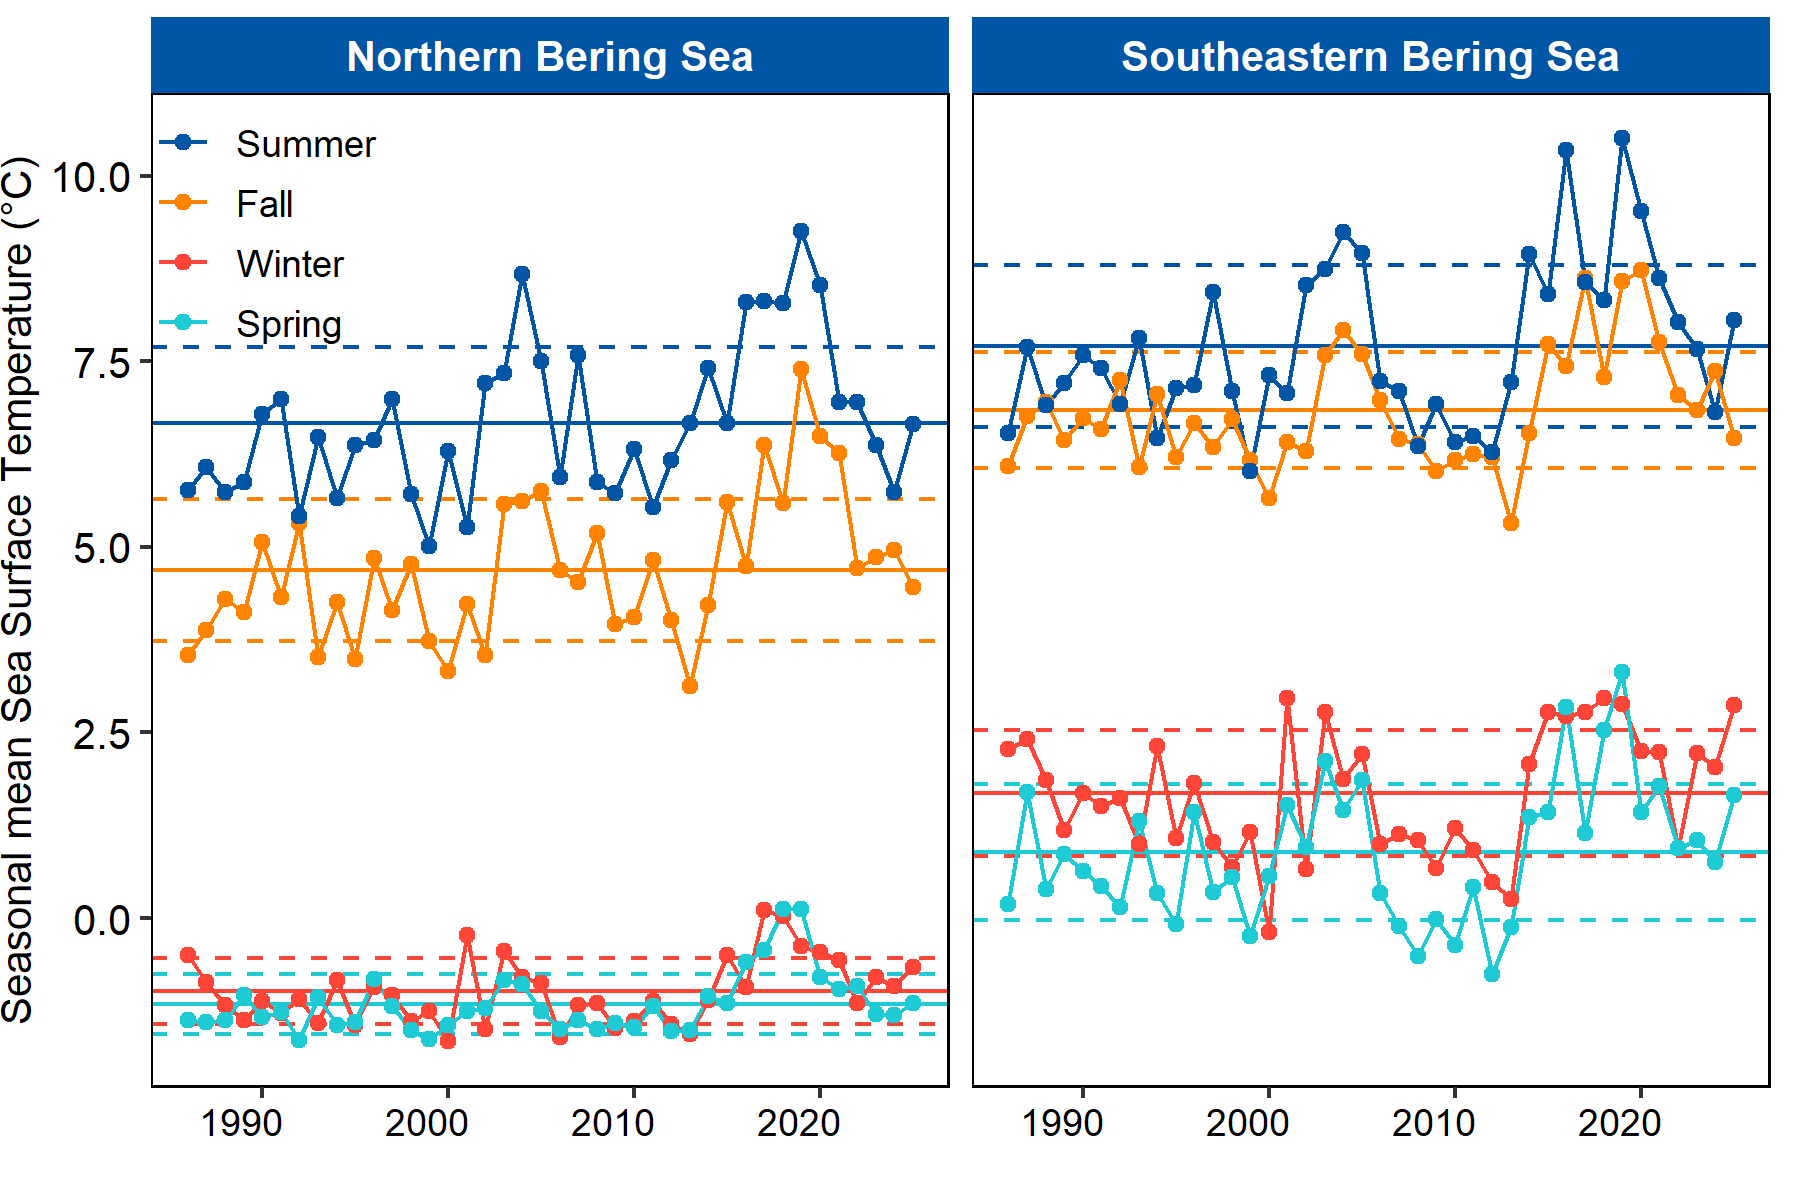 Northern Bering Sea
Southeastern Bering Sea
Seasonal mean Sea Surface Temperature (°C)
Summer
Fall
Winter
Spring
10.0
7.5
5.0
2.5
0.0
1990 2000 2010 2020
1990 2000 2010 2020